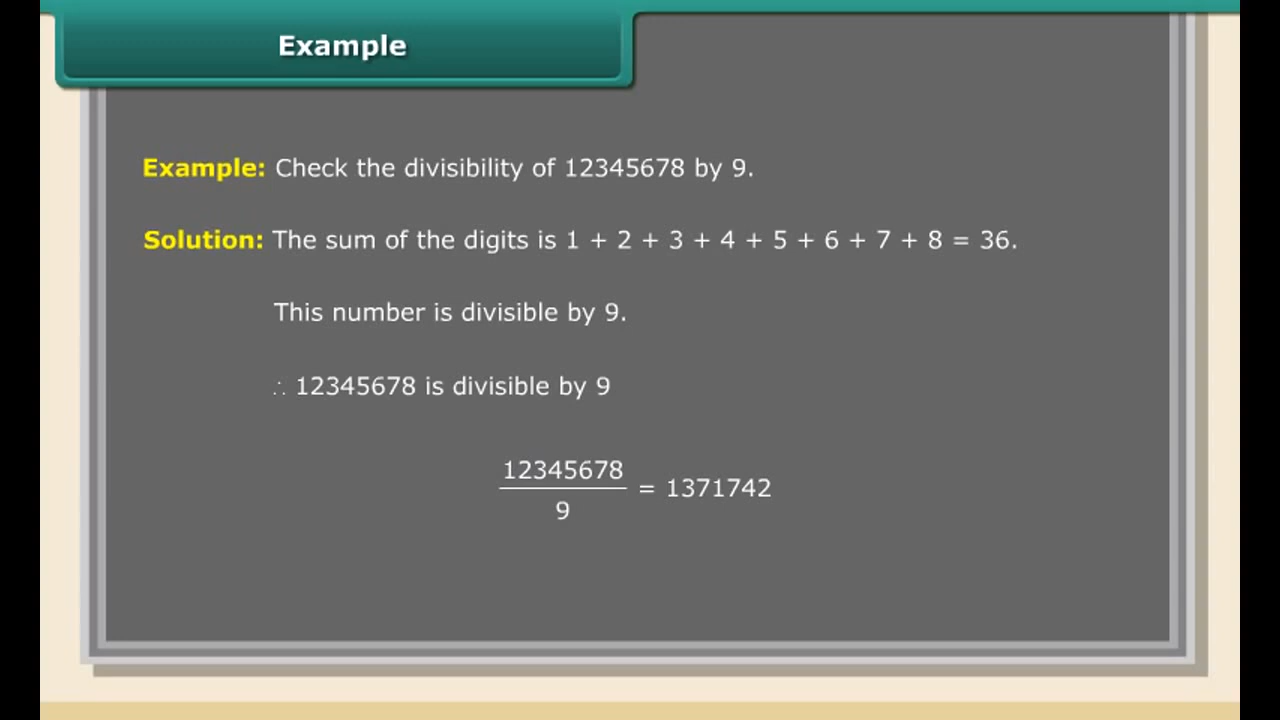 Example
Example: Check the divisibility of 12345678 by 9.
Solution: The sum of the digits is 1 + 2 + 3 + 4 + 5 + 6 + 7 + 8 = 36.
This number is divisible by 9.
∴ 12345678 is divisible by 9
12345678
9
= 1371742